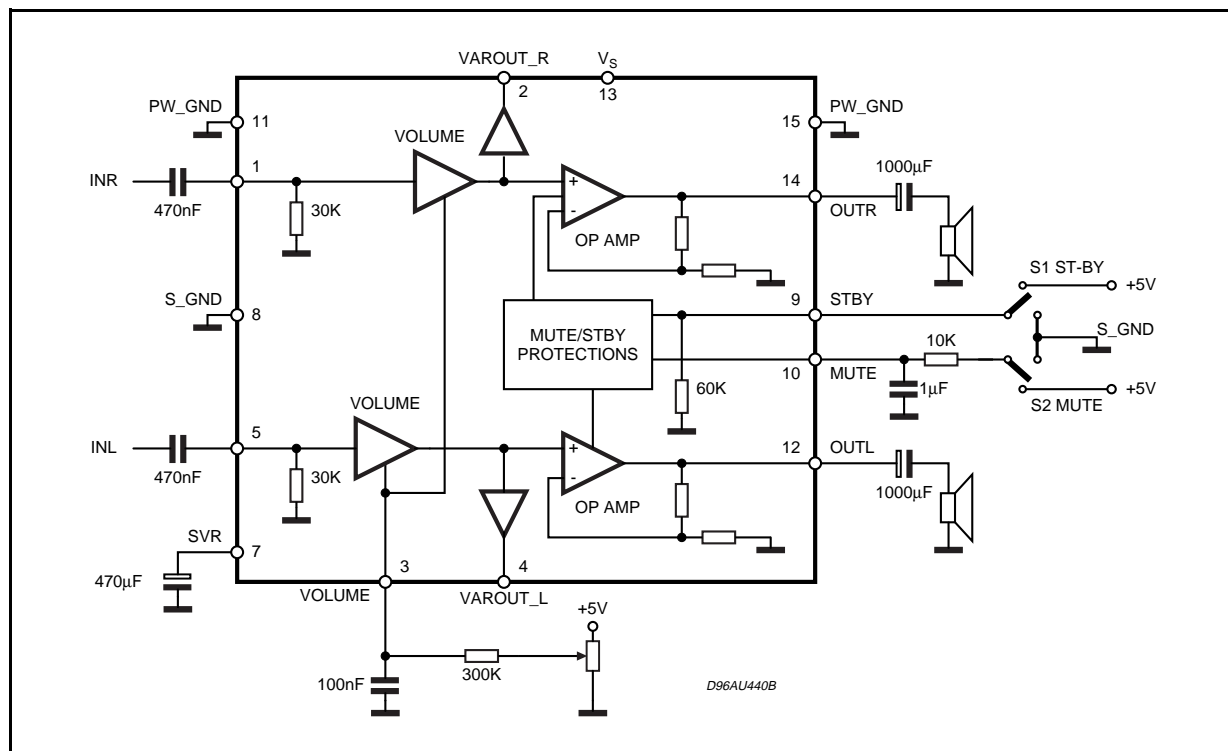 VAROUT_R
V_S
2
13
PW_GND
11
15
PW_GND
VOLUME
1000µF
INR
1
+
14
470nF
30K
-
OUTR
OP AMP
S1 ST-BY
+5V
S_GND
8
9
STBY
MUTE/STBY
PROTECTIONS
S_GND
10K
10
MUTE
60K
1µF
+5V
S2 MUTE
VOLUME
INL
5
+
12
OUTL
470nF
30K
-
OP AMP
1000µF
SVR
7
470µF
3
4
VOLUME
VAROUT_L
+5V
300K
100nF
D96AU440B